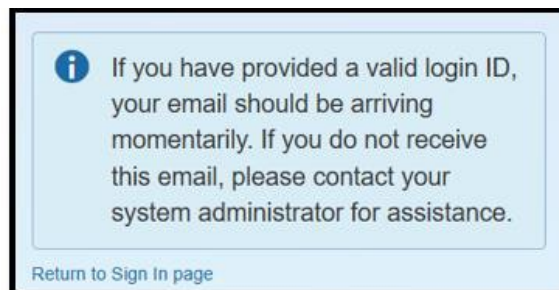 If you have provided a valid login ID,
your email should be arriving
momentarily. If you do not receive
this email, please contact your
system administrator for assistance.
Return to Sign In page